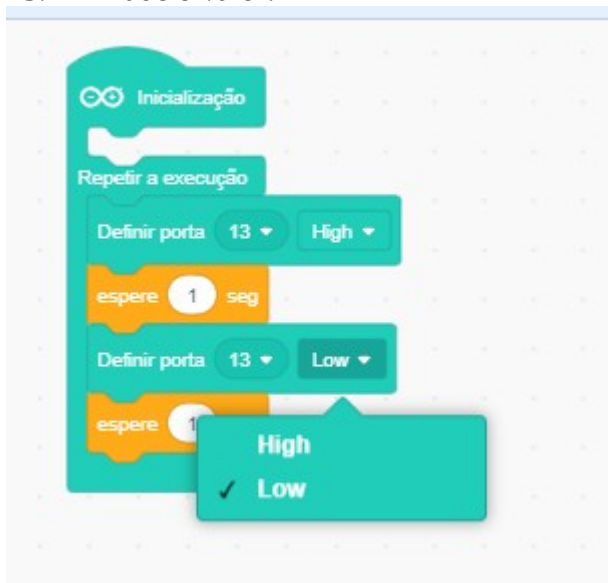 Inicialização
Repetir a execução
Definir porta 13 High
espere 1 seg
Definir porta 13 Low
espere 1
High
✓ Low